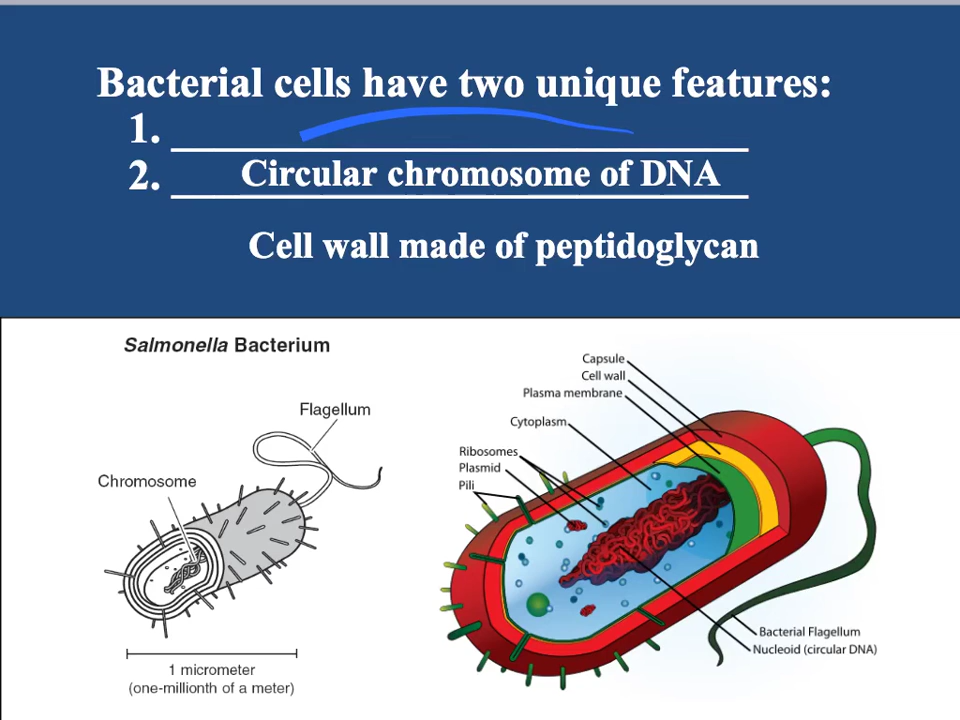 Bacterial cells have two unique features:
1.
2. Circular chromosome of DNA
Cell wall made of peptidoglycan
Salmonella Bacterium
Flagellum
Chromosome
1 micrometer
(one-millionth of a meter)
Capsule
Cell wall
Plasma membrane
Cytoplasm
Ribosomes
Plasmid
Pili
Bacterial Flagellum
Nucleoid (circular DNA)